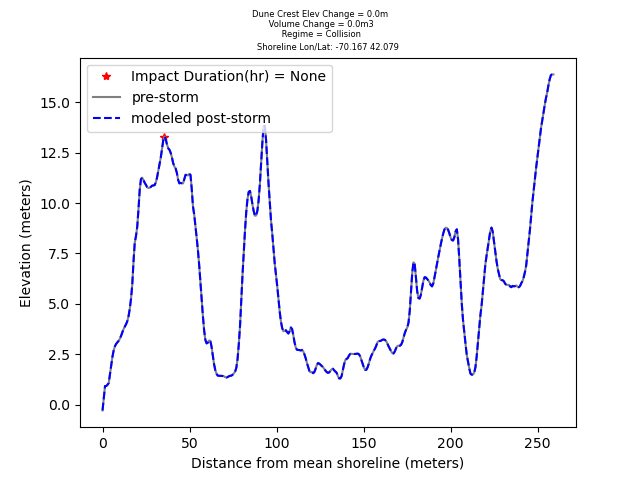 Dune Crest Elev Change = 0.0m
Volume Change = 0.0m3
Regime = Collision
Shoreline Lon/Lat: -70.167 42.079
Impact Duration(hr) = None
pre-storm
modeled post-storm
15.0
12.5
10.0
7.5
5.0
2.5
0.0
Elevation (meters)
0 50 100 150 200 250
Distance from mean shoreline (meters)